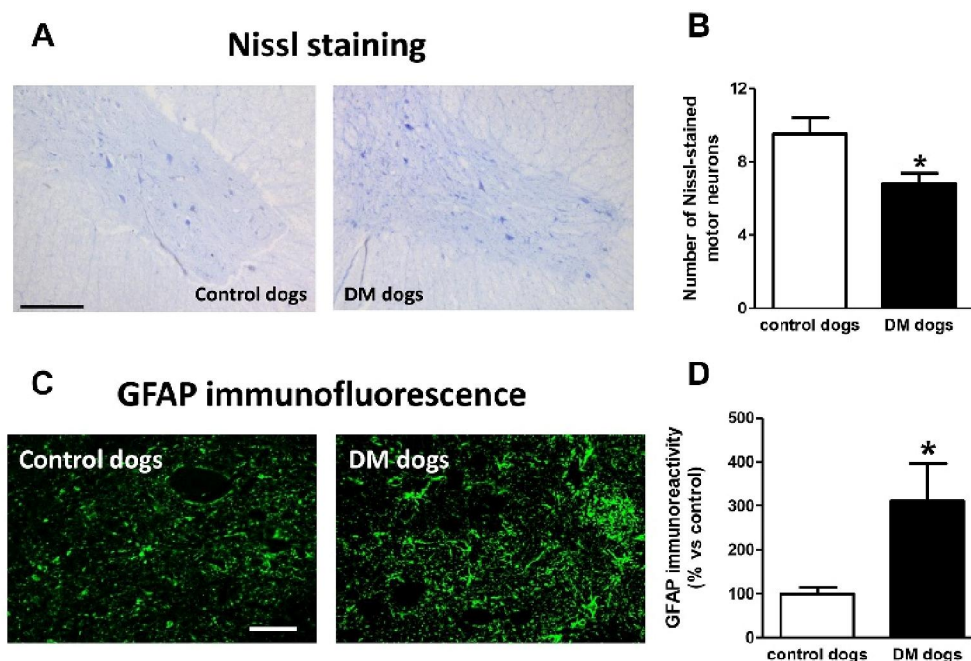 A
Nissl staining
Control dogs
DM dogs
B
Number of Nissl-stained
motor neurons
12
8
4
0
*
control dogs
DM dogs
C
GFAP immunofluorescence
Control dogs
DM dogs
D
GFAP immunoreactivity
(% vs control)
500
400
300
200
100
0
*
control dogs
DM dogs